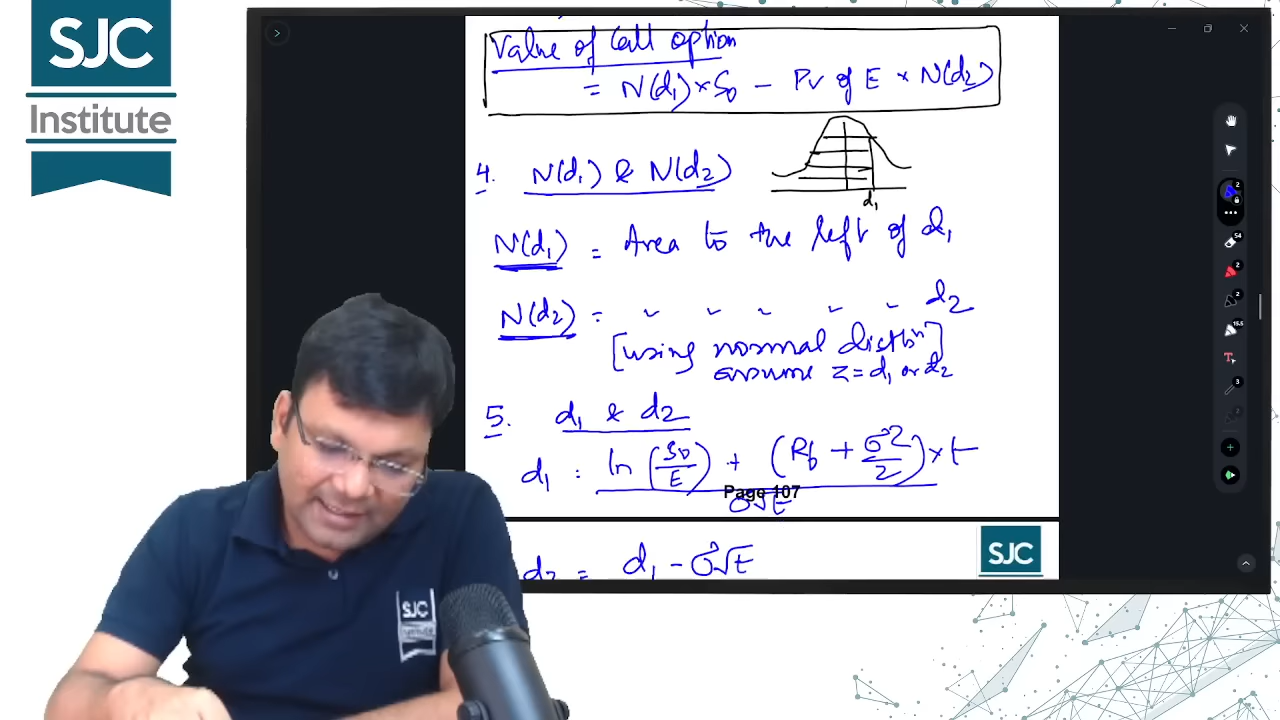 SJC
Institute
Value of Call option
= N(d1) × S0 – PV of E × N(d2)
4. N(d1) & N(d2)
d1
N(d1) = Area to the left of d1
N(d2) = " " " " " d2
[using normal distbn]
assume z = d1 or d2
5. d1 & d2
d1 = ln (S0/E) + (Rf + σ2/2) × t
σ√t
Page 107
d2 = d1 - σ√t
SJC
SJC